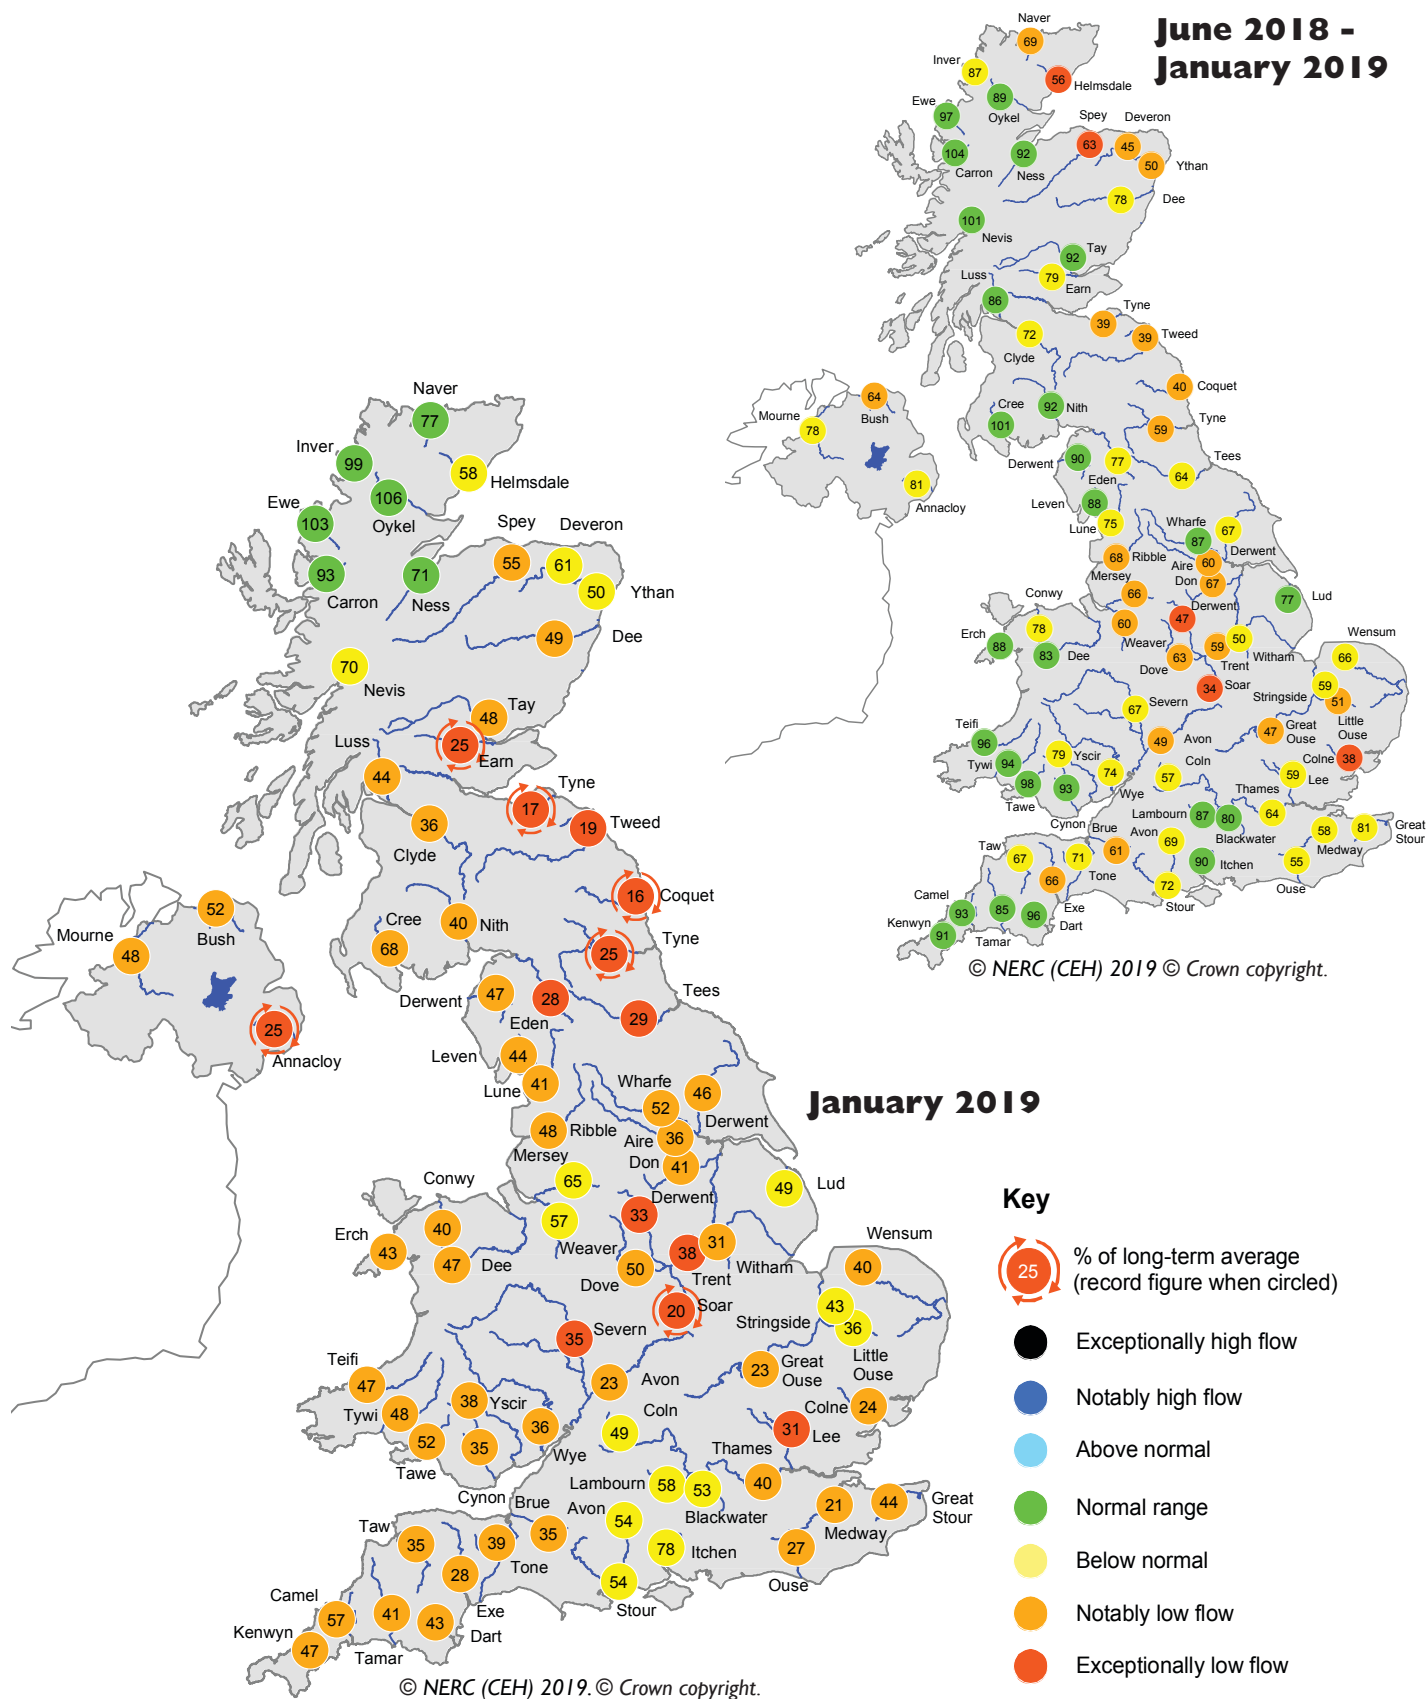 June 2018 -
January 2019
Naver
69
Inver
87
56
Helmsdale
89
Oykel
Ewe
97
Spey
Deveron
63
45
104
Carron
92
Ness
50
Ythan
78
Dee
101
Nevis
92
Tay
Luss
79
Earn
86
Tyne
39
72
Clyde
39
Tweed
40
Coquet
64
Bush
Mourne
78
Cree
101
92
Nith
Tyne
59
81
Annacloy
Derwent
90
77
Eden
Tees
64
Leven
88
Lune
75
Wharfe
87
67
Derwent
68
Ribble
Aire
60
Mersey
66
Don
67
77
Lud
Conwy
78
60
Weaver
Derwent
47
50
Witham
Wensum
66
Erch
88
83
Dee
Dove
63
59
Trent
34
Soar
Stringside
59
51
Little
Ouse
67
Severn
Teifi
96
49
Avon
47
Great
Ouse
Colne
38
Tywi
94
79
Yscir
74
Wye
Coln
57
59
Lee
98
Tawe
93
Cynon
Thames
64
Lambourn
87
80
Blackwater
58
Medway
81
Great
Stour
Brue
61
Avon
69
Taw
67
71
Tone
90
Itchen
55
Ouse
66
Exe
72
Stour
Camel
93
85
Tamar
96
Dart
Kenwyn
91
© NERC (CEH) 2019 © Crown copyright.
Naver
77
Inver
99
58
Helmsdale
106
Oykel
Ewe
103
Spey
55
Deveron
61
93
Carron
71
Ness
50
Ythan
49
Dee
70
Nevis
48
Tay
Luss
25
Earn
44
Tyne
17
36
Clyde
19
Tweed
16
Coquet
52
Bush
Mourne
48
Cree
68
40
Nith
Tyne
25
25
Annacloy
Derwent
47
28
Eden
Tees
29
Leven
44
Lune
41
Wharfe
52
46
Derwent
January 2019
48
Ribble
Aire
36
Mersey
65
Don
41
49
Lud
Conwy
40
57
Weaver
Derwent
33
31
Witham
Wensum
40
Erch
43
47
Dee
Dove
50
38
Trent
20
Soar
Stringside
43
36
Little
Ouse
35
Severn
Teifi
47
23
Avon
23
Great
Ouse
Colne
24
Tywi
48
38
Yscir
36
Wye
Coln
49
31
Lee
52
Tawe
35
Cynon
Thames
40
Lambourn
58
53
Blackwater
21
Medway
44
Great
Stour
Brue
35
Avon
54
Taw
35
39
Tone
78
Itchen
27
Ouse
28
Exe
54
Stour
Camel
57
41
Tamar
43
Dart
Kenwyn
47
© NERC (CEH) 2019. © Crown copyright.
Key
25
% of long-term average
(record figure when circled)
Exceptionally high flow
Notably high flow
Above normal
Normal range
Below normal
Notably low flow
Exceptionally low flow